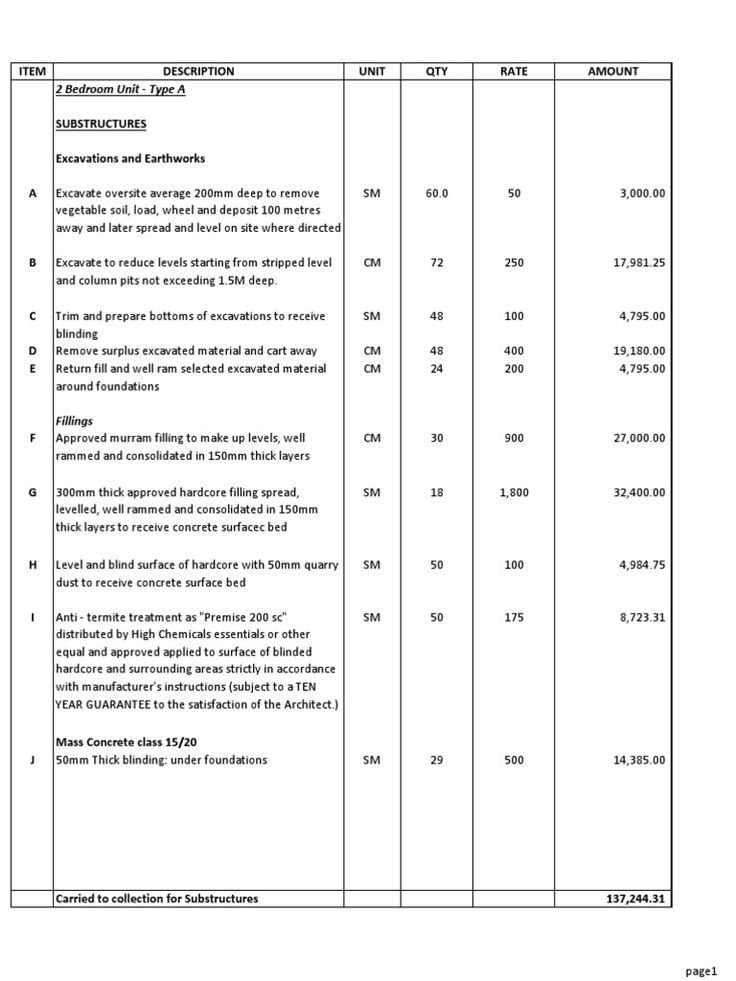 ITEM DESCRIPTION UNIT QTY RATE AMOUNT
2 Bedroom Unit - Type A
SUBSTRUCTURES
Excavations and Earthworks
A Excavate oversite average 200mm deep to remove SM 60.0 50 3,000.00
vegetable soil, load, wheel and deposit 100 metres
away and later spread and level on site where directed
B Excavate to reduce levels starting from stripped level CM 72 250 17,981.25
and column pits not exceeding 1.5M deep.
C Trim and prepare bottoms of excavations to receive SM 48 100 4,795.00
blinding
D Remove surplus excavated material and cart away CM 48 400 19,180.00
E Return fill and well ram selected excavated material CM 24 200 4,795.00
around foundations
Fillings
F Approved murram filling to make up levels, well CM 30 900 27,000.00
rammed and consolidated in 150mm thick layers
G 300mm thick approved hardcore filling spread, SM 18 1,800 32,400.00
levelled, well rammed and consolidated in 150mm
thick layers to receive concrete surfacec bed
H Level and blind surface of hardcore with 50mm quarry SM 50 100 4,984.75
dust to receive concrete surface bed
I Anti - termite treatment as "Premise 200 sc" SM 50 175 8,723.31
distributed by High Chemicals essentials or other
equal and approved applied to surface of blinded
hardcore and surrounding areas strictly in accordance
with manufacturer's instructions (subject to a TEN
YEAR GUARANTEE to the satisfaction of the Architect.)
Mass Concrete class 15/20
J 50mm Thick blinding: under foundations SM 29 500 14,385.00
Carried to collection for Substructures 137,244.31
page1